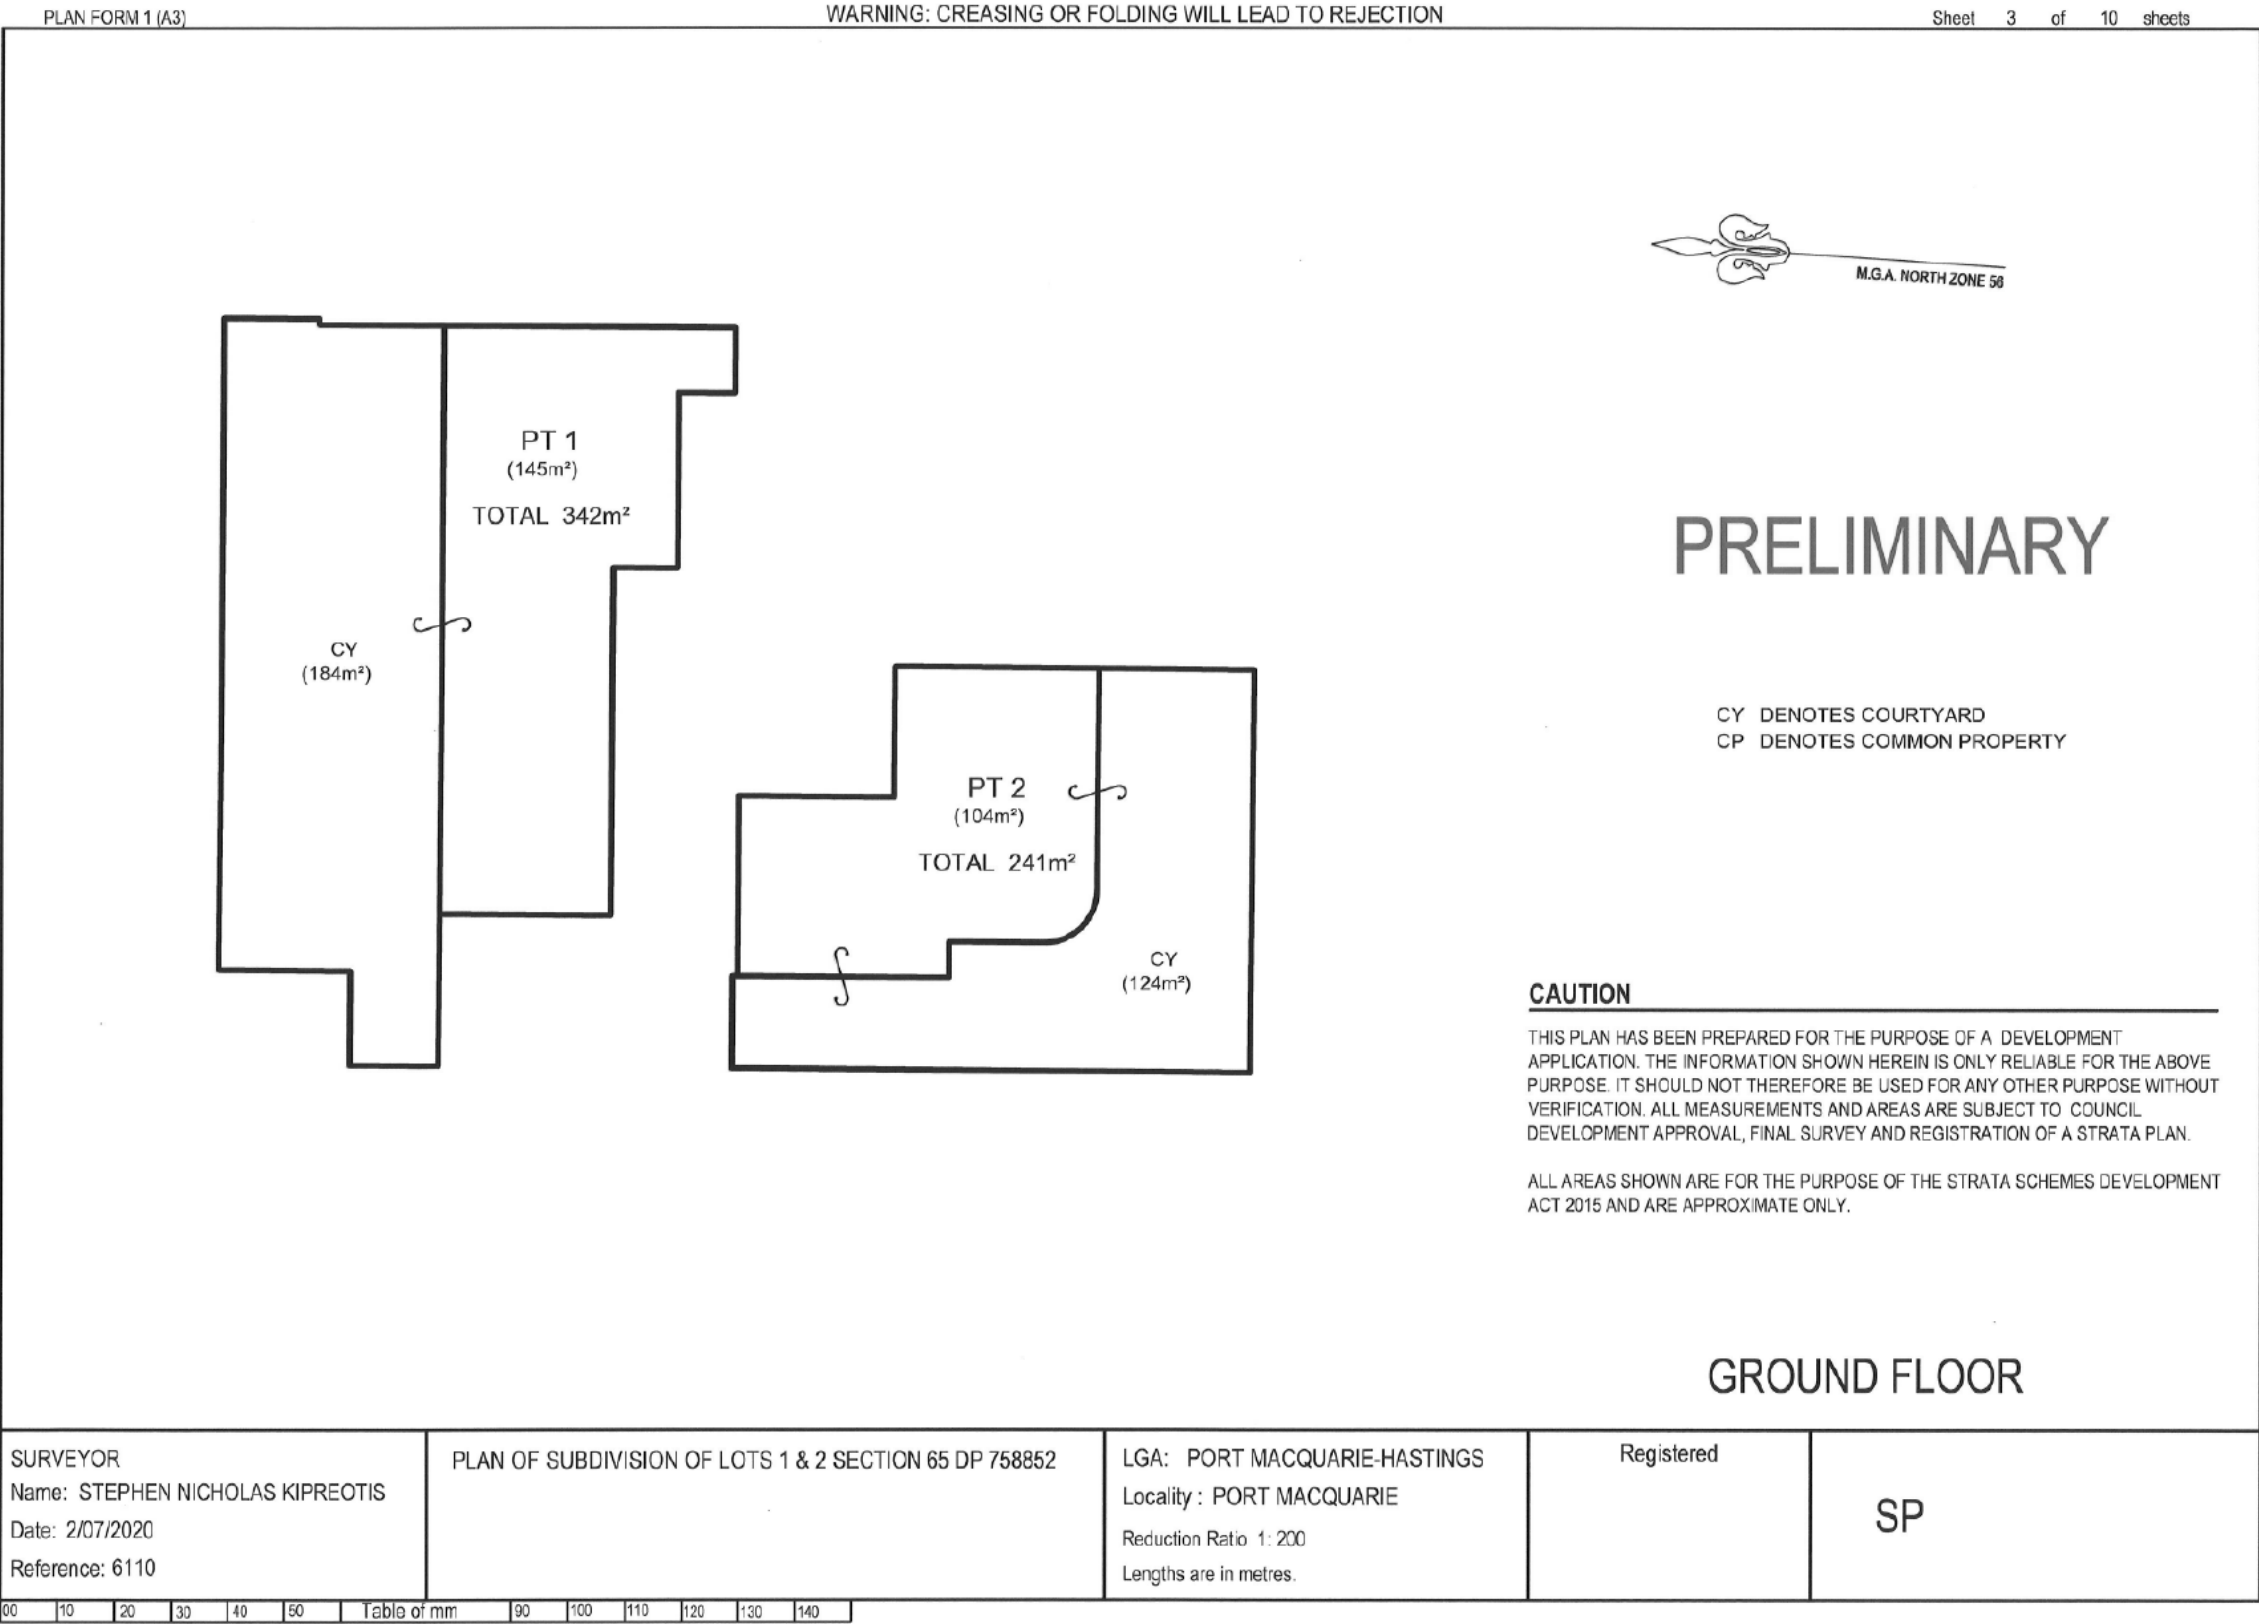 PLAN FORM 1 (A3)
WARNING: CREASING OR FOLDING WILL LEAD TO REJECTION
Sheet 3 of 10 sheets
M.G.A. NORTH ZONE 56
PT 1
(145m²)
TOTAL 342m²
CY
(184m²)
PT 2
(104m²)
TOTAL 241m²
CY
(124m²)
PRELIMINARY
CY DENOTES COURTYARD
CP DENOTES COMMON PROPERTY
CAUTION
THIS PLAN HAS BEEN PREPARED FOR THE PURPOSE OF A DEVELOPMENT
APPLICATION. THE INFORMATION SHOWN HEREIN IS ONLY RELIABLE FOR THE ABOVE
PURPOSE. IT SHOULD NOT THEREFORE BE USED FOR ANY OTHER PURPOSE WITHOUT
VERIFICATION. ALL MEASUREMENTS AND AREAS ARE SUBJECT TO COUNCIL
DEVELOPMENT APPROVAL, FINAL SURVEY AND REGISTRATION OF A STRATA PLAN.
ALL AREAS SHOWN ARE FOR THE PURPOSE OF THE STRATA SCHEMES DEVELOPMENT
ACT 2015 AND ARE APPROXIMATE ONLY.
GROUND FLOOR
SURVEYOR
Name: STEPHEN NICHOLAS KIPREOTIS
Date: 2/07/2020
Reference: 6110
PLAN OF SUBDIVISION OF LOTS 1 & 2 SECTION 65 DP 758852
LGA: PORT MACQUARIE-HASTINGS
Locality : PORT MACQUARIE
Reduction Ratio 1: 200
Lengths are in metres.
Registered
SP
00 10 20 30 40 50 Table of mm 90 100 110 120 130 140